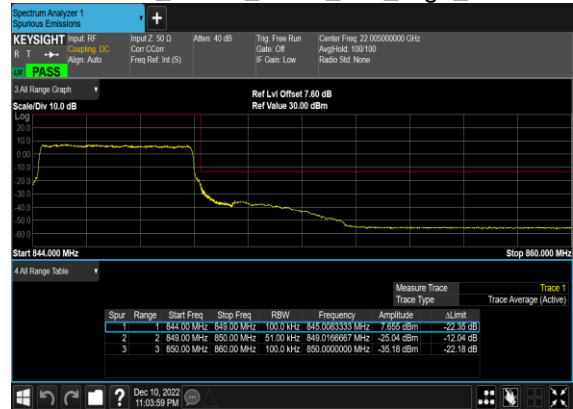 Spectrum Analyzer 1
Spurious Emissions
+
KEYSIGHT Input: RF Input Z: 50 Ω Atten: 40 dB Trig: Free Run Center Freq: 22.005000000 GHz
R T Coupling: DC Corr CCorr Gate: Off Avg|Hold: 100/100
Align: Auto Freq Ref: Int (S) IF Gain: Low Radio Std: None
LW PASS
3 All Range Graph
Ref Lvl Offset 7.60 dB
Scale/Div 10.0 dB Ref Value 30.00 dBm
Log
20.0
10.0
0.00
-10.0
-20.0
-30.0
-40.0
-50.0
-60.0
Start 844.000 MHz Stop 860.000 MHz
4 All Range Table
Measure Trace Trace 1
Trace Type Trace Average (Active)
Spur Range Start Freq Stop Freq RBW Frequency Amplitude ΔLimit
1 1 844.00 MHz 849.00 MHz 100.0 kHz 845.0083333 MHz 7.655 dBm -22.35 dB
2 2 849.00 MHz 850.00 MHz 51.00 kHz 849.0166667 MHz -25.04 dBm -12.04 dB
3 3 850.00 MHz 860.00 MHz 100.0 kHz 850.0000000 MHz -35.18 dBm -22.18 dB
? Dec 10, 2022
11:03:59 PM